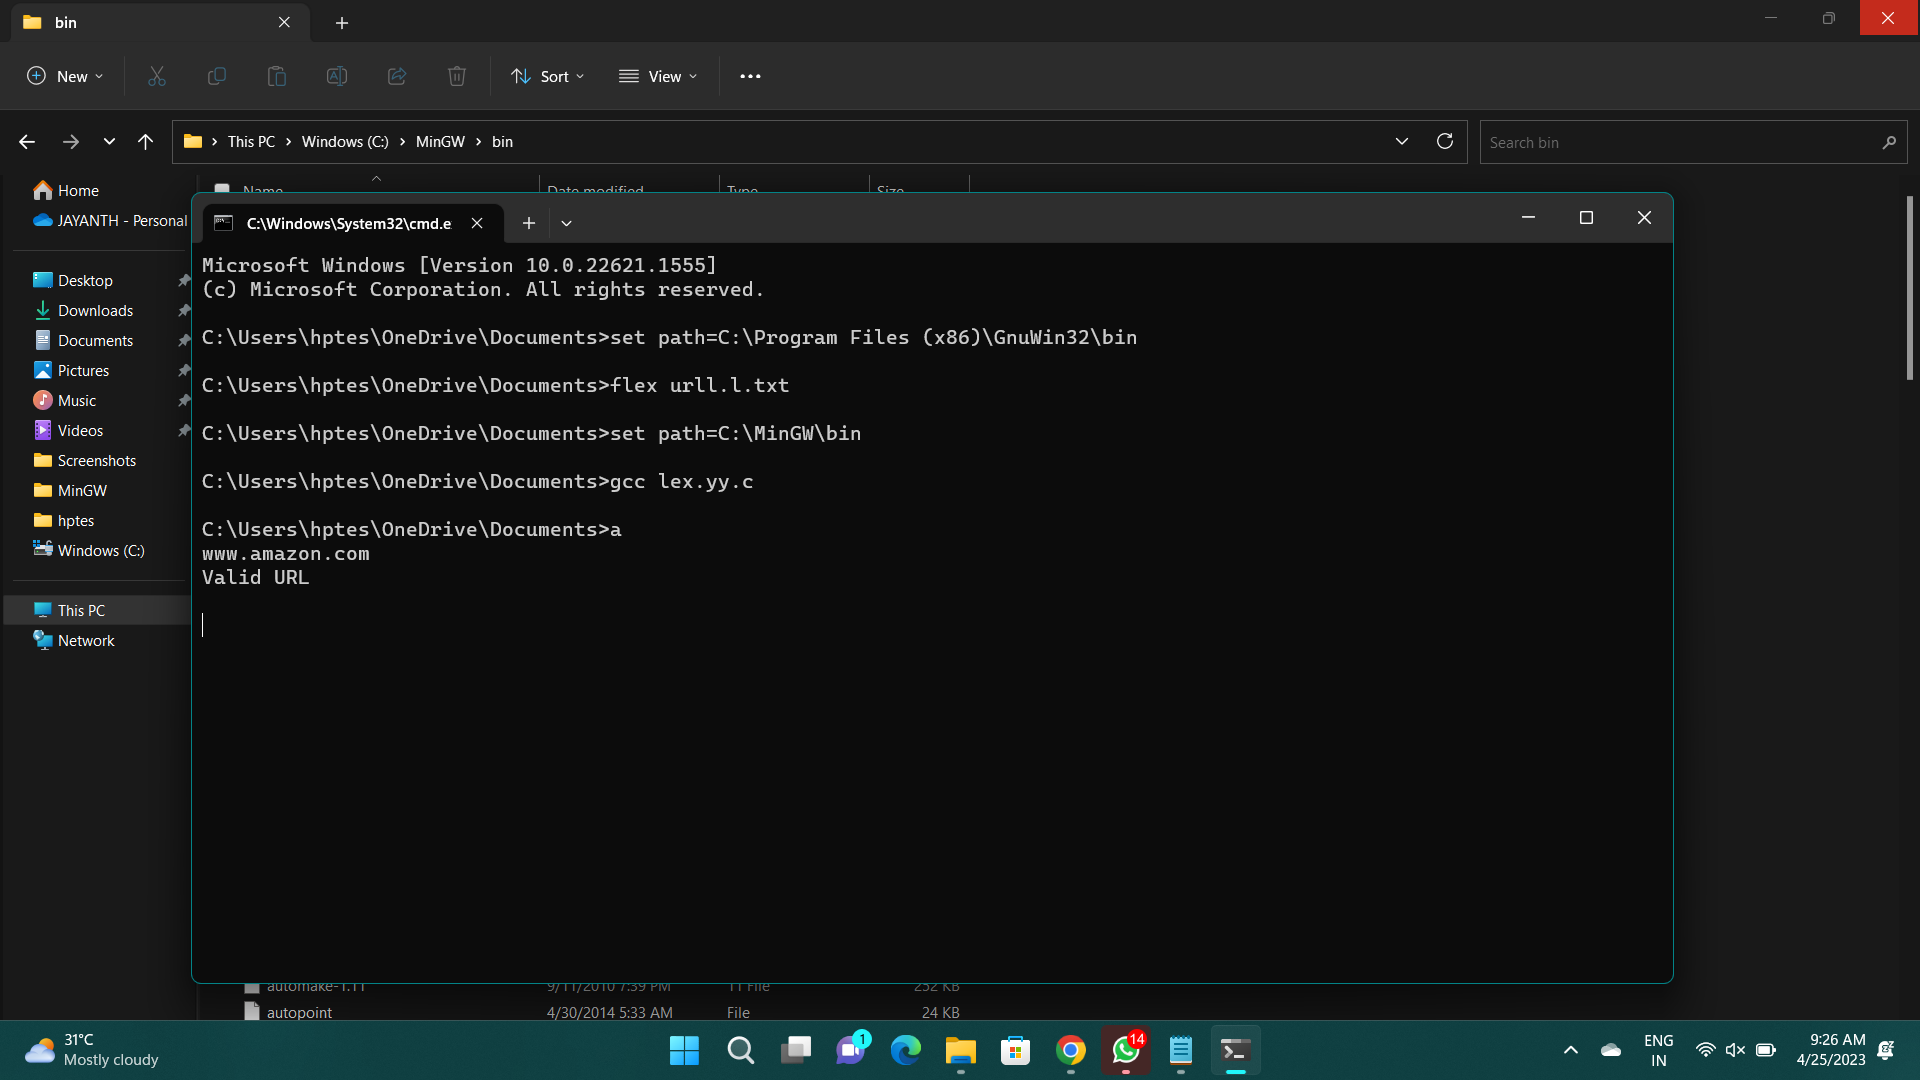 bin
New
Sort
View
This PC
Windows (C:)
MinGW
bin
Search bin
Home
JAYANTH - Personal
Desktop
Downloads
Documents
Pictures
Music
Videos
Screenshots
MinGW
hptes
Windows (C:)
This PC
Network
Name
Date modified
Type
Size
C:\Windows\System32\cmd.e
Microsoft Windows [Version 10.0.22621.1555]
(c) Microsoft Corporation. All rights reserved.
C:\Users\hptes\OneDrive\Documents>set path=C:\Program Files (x86)\GnuWin32\bin
C:\Users\hptes\OneDrive\Documents>flex urll.l.txt
C:\Users\hptes\OneDrive\Documents>set path=C:\MinGW\bin
C:\Users\hptes\OneDrive\Documents>gcc lex.yy.c
C:\Users\hptes\OneDrive\Documents>a
www.amazon.com
Valid URL
automake-1.11 9/11/2010 7:39 PM 11 File 252 KB
autopoint 4/30/2014 5:33 AM File 24 KB
31°C
Mostly cloudy
1
14
ENG
IN
9:26 AM
4/25/2023